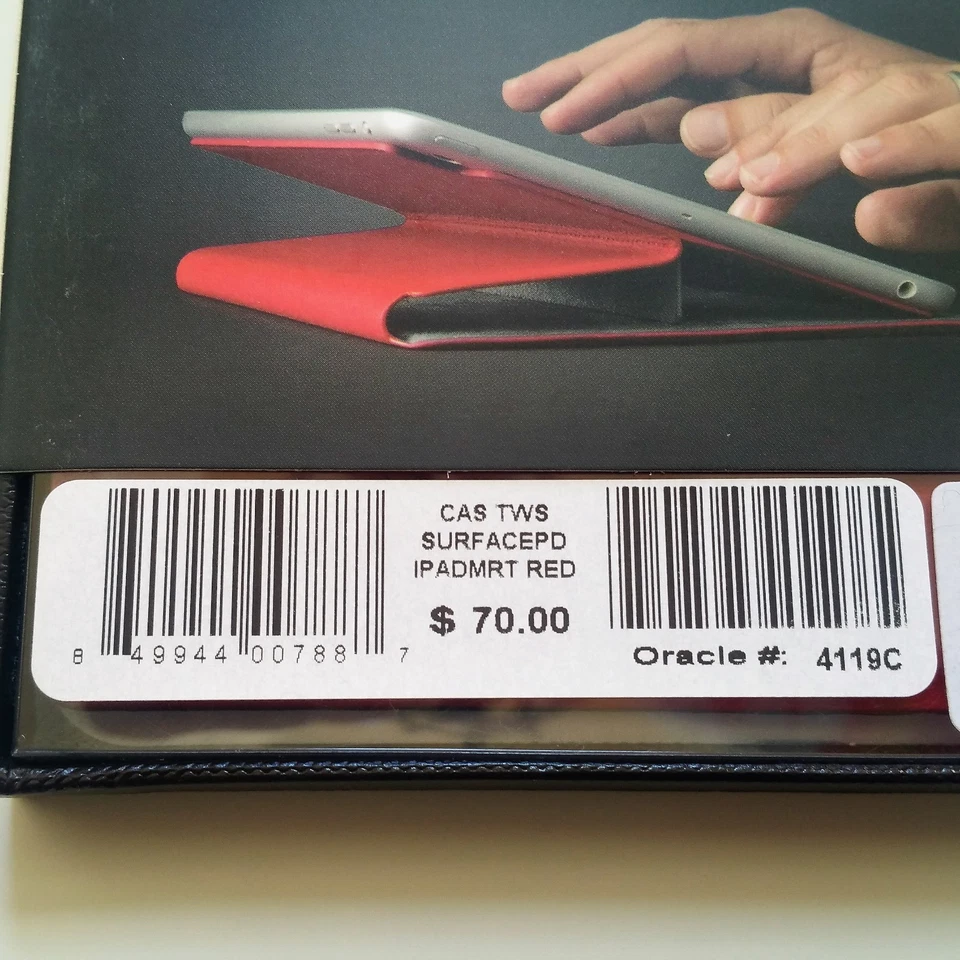 CAS TWS
SURFACEPD
IPADMRT RED
$ 70.00
8 49944 00788 7
Oracle #: 4119C